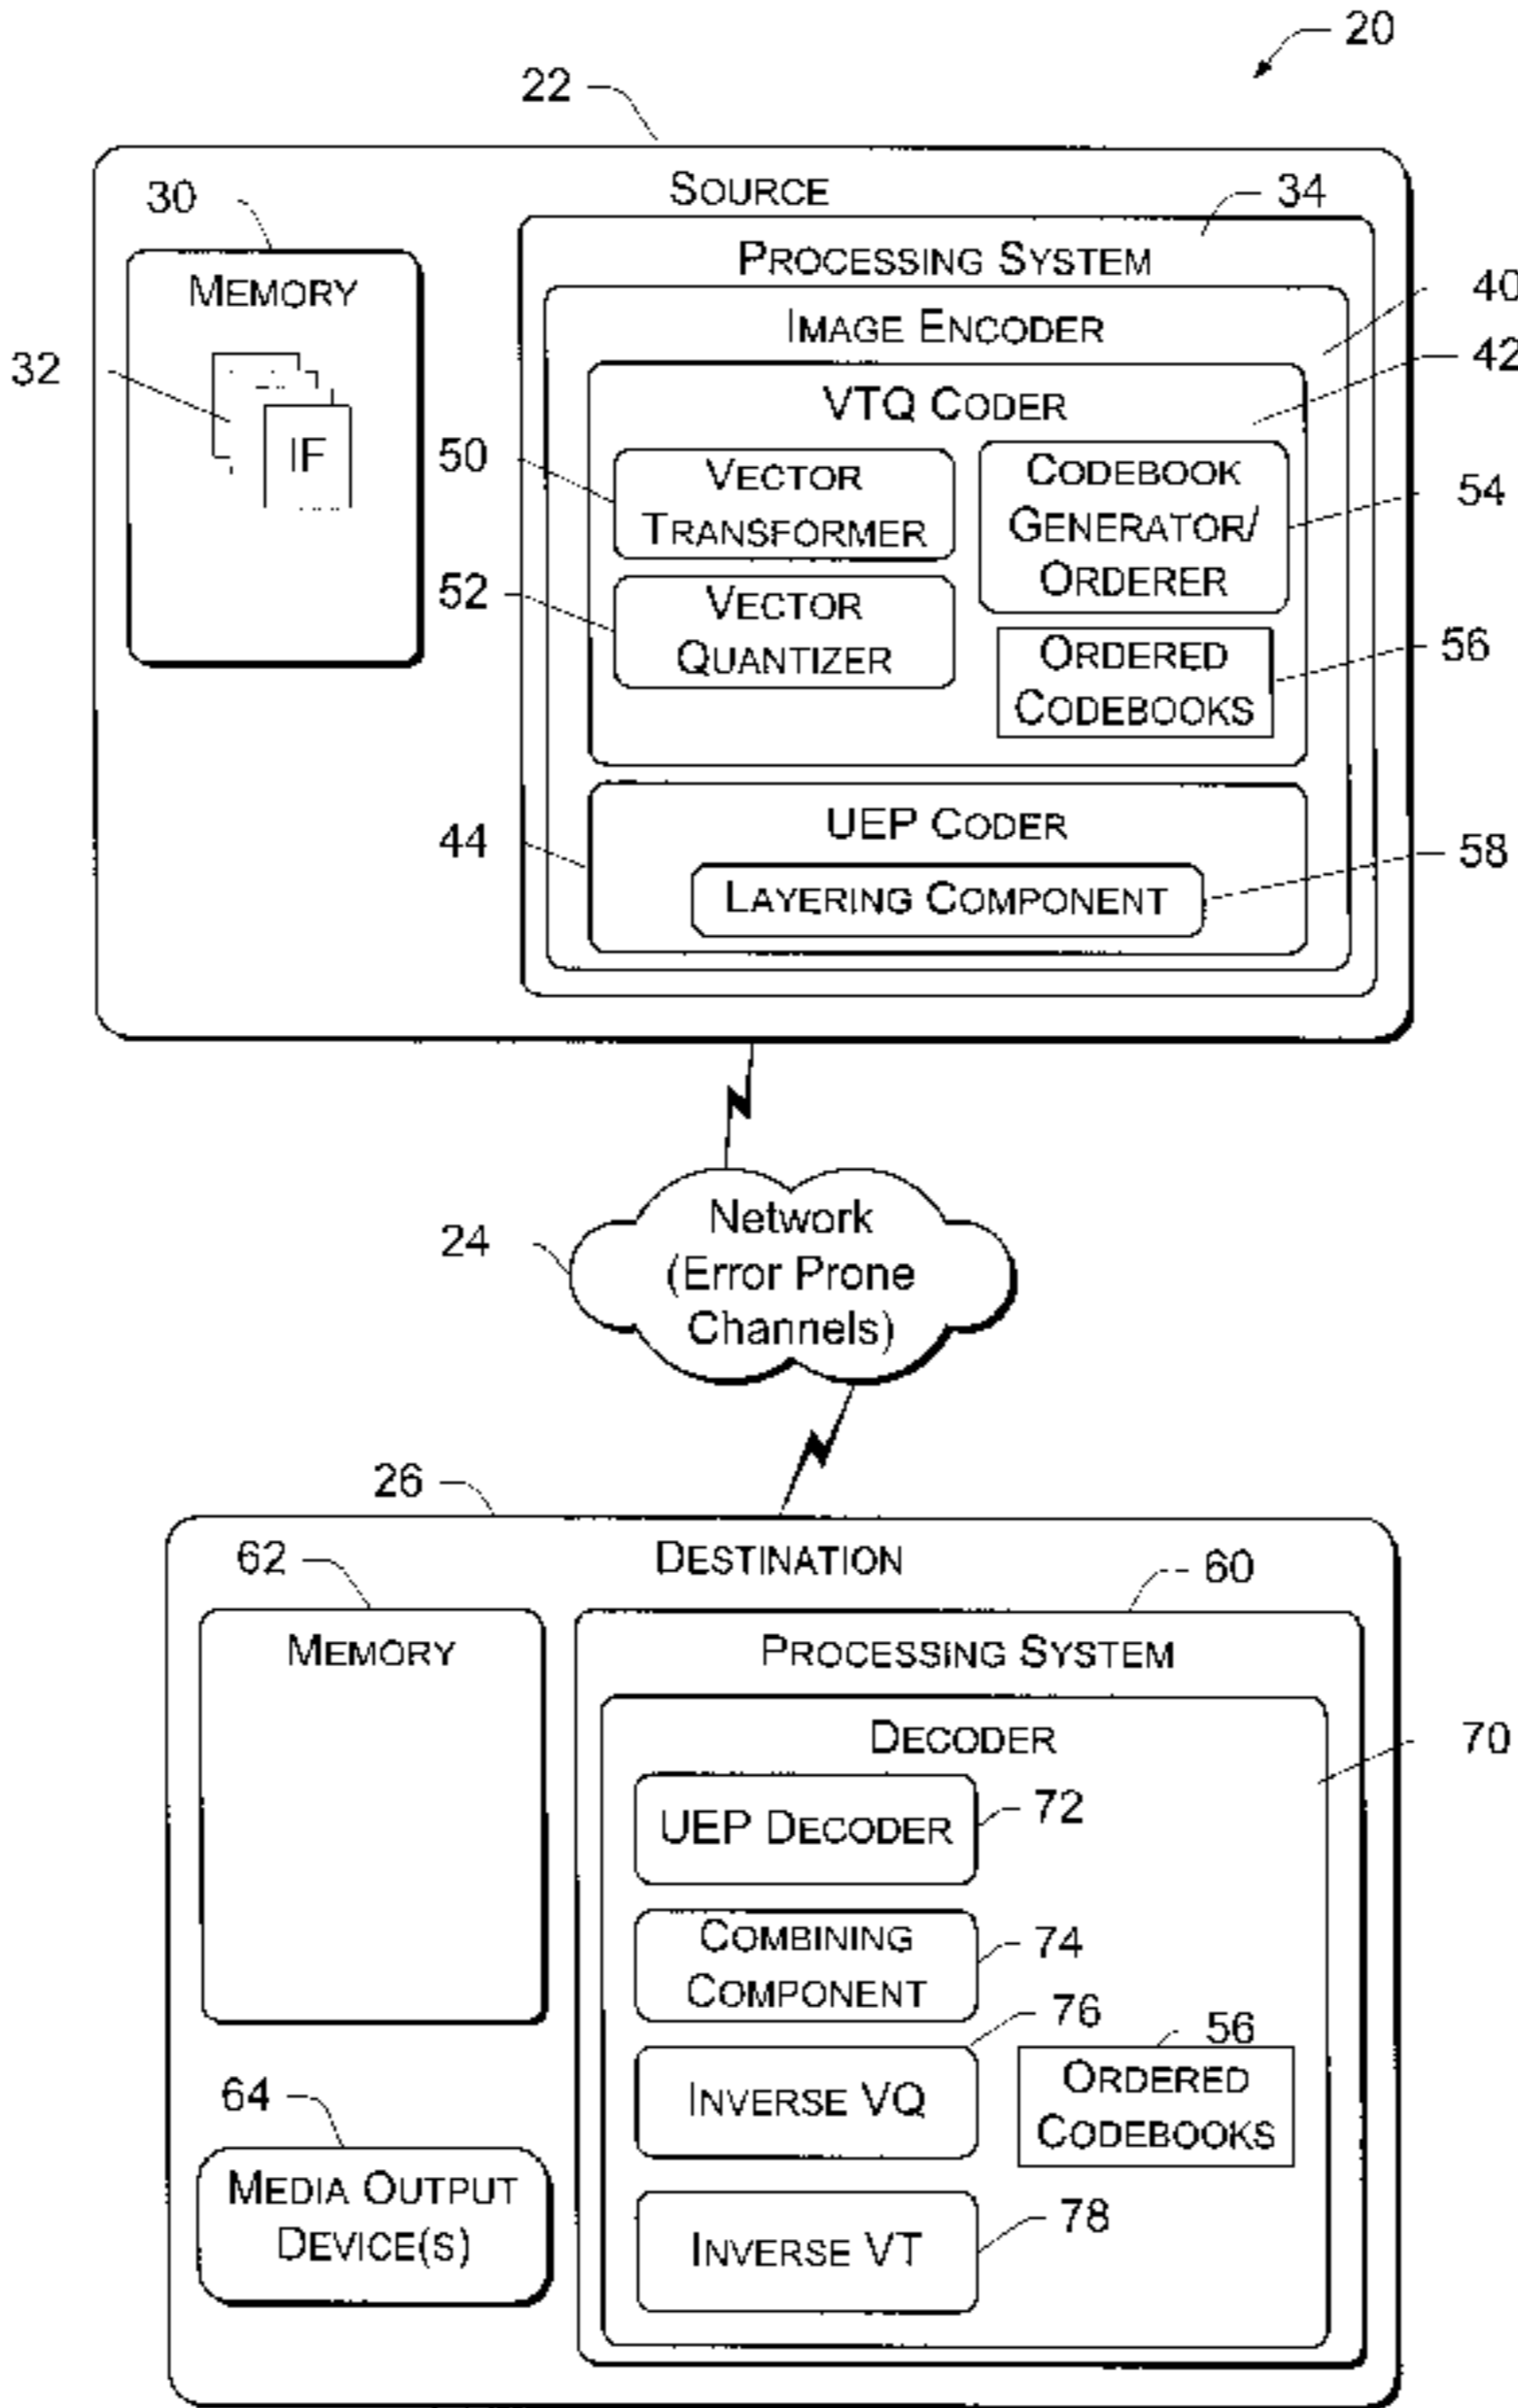 20
22
SOURCE
30
34
MEMORY
PROCESSING SYSTEM
40
IMAGE ENCODER
32
42
VTQ CODER
IF
50
VECTOR
TRANSFORMER
CODEBOOK
GENERATOR/
ORDERER
54
52
VECTOR
QUANTIZER
ORDERED
CODEBOOKS
56
UEP CODER
44
58
LAYERING COMPONENT
24
Network
(Error Prone
Channels)
26
DESTINATION
62
60
MEMORY
PROCESSING SYSTEM
DECODER
70
UEP DECODER
72
COMBINING
COMPONENT
74
76
56
INVERSE VQ
ORDERED
CODEBOOKS
64
MEDIA OUTPUT
DEVICE(S)
INVERSE VT
78